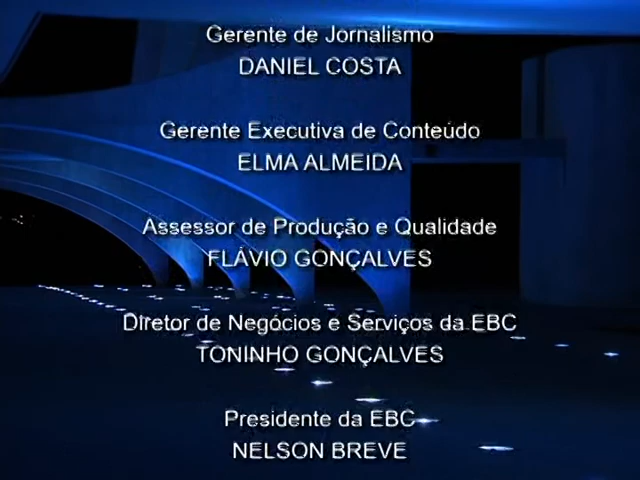 Gerente de Jornalismo
DANIEL COSTA
Gerente Executiva de Conteúdo
ELMA ALMEIDA
Assessor de Produção e Qualidade
FLÁVIO GONÇALVES
Diretor de Negócios e Serviços da EBC
TONINHO GONÇALVES
Presidente da EBC
NELSON BREVE